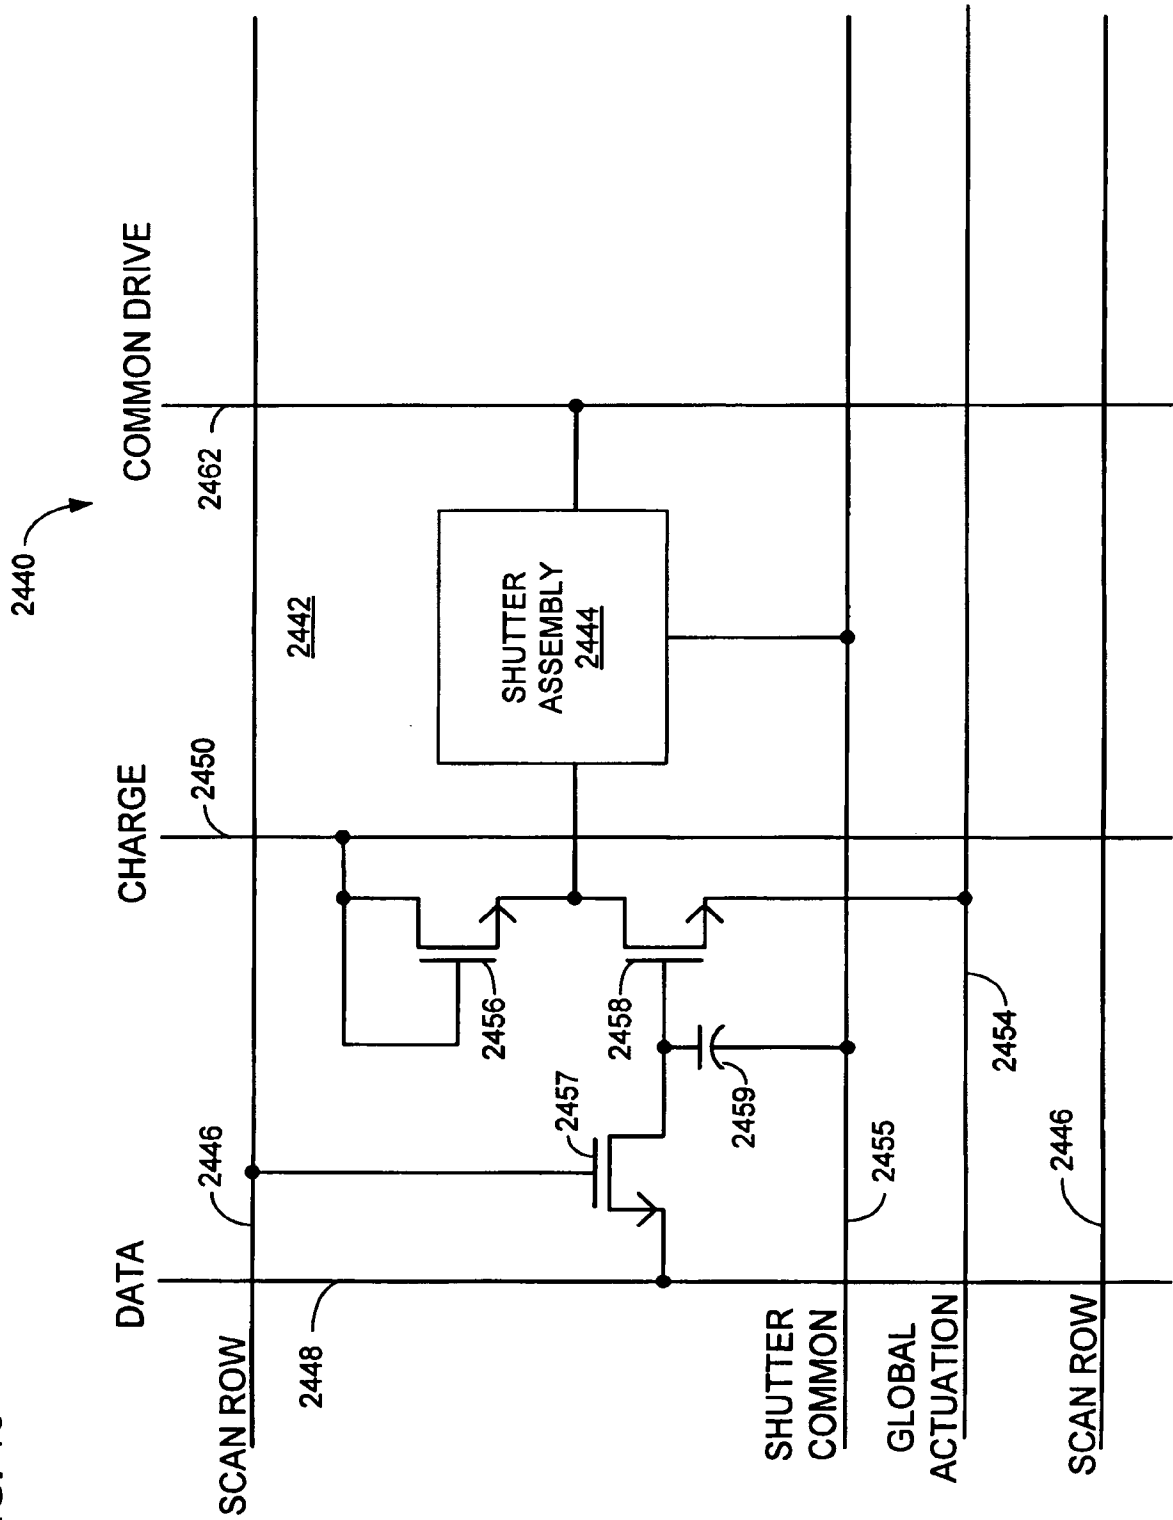 2440
DATA
CHARGE
COMMON DRIVE
SCAN ROW
2446
2450
2462
2448
2442
2456
2457
2458
SHUTTER
ASSEMBLY
2444
2459
SHUTTER
COMMON
2455
GLOBAL
ACTUATION
2454
SCAN ROW
2446